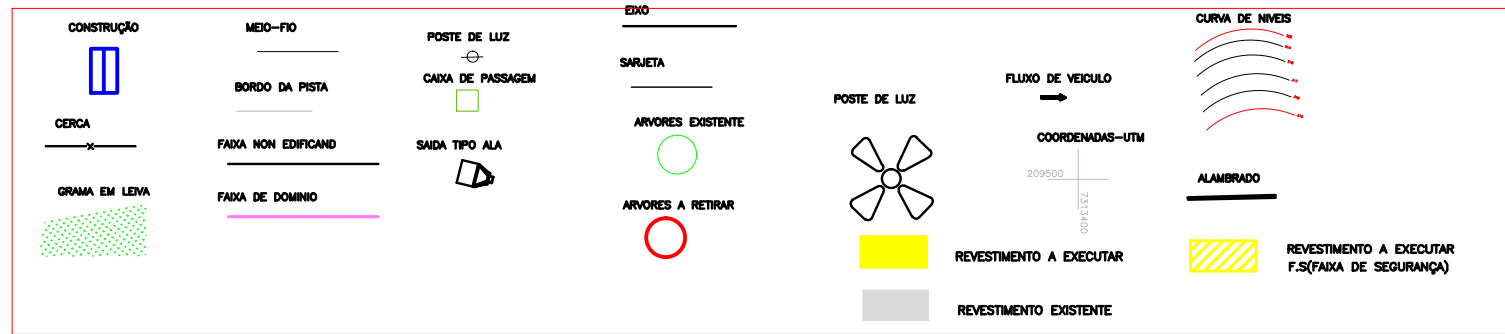 CONSTRUÇÃO
CERCA
GRAMA EM LEIVA
MEIO-FIO
BORDO DA PISTA
FAIXA NON EDIFICAND
FAIXA DE DOMINIO
POSTE DE LUZ
CAIXA DE PASSAGEM
SAIDA TIPO ALA
EIXO
SARJETA
ARVORES EXISTENTE
ARVORES A RETIRAR
POSTE DE LUZ
REVESTIMENTO A EXECUTAR
REVESTIMENTO EXISTENTE
FLUXO DE VEICULO
COORDENADAS-UTM
209500
7313400
CURVA DE NIVEIS
ALAMBRADO
REVESTIMENTO A EXECUTAR
F.S(FAIXA DE SEGURANÇA)